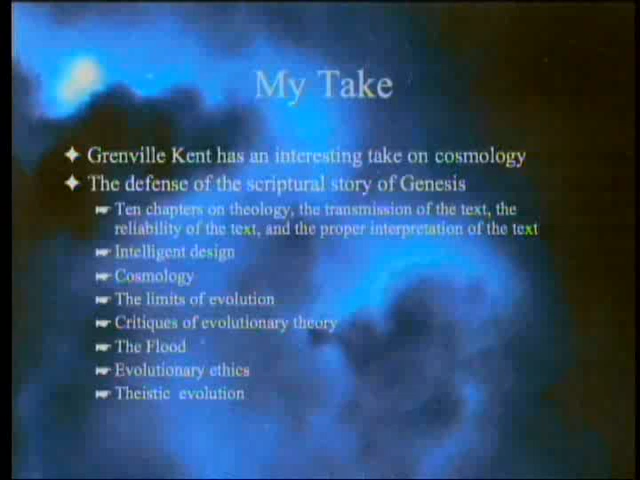 My Take
Grenville Kent has an interesting take on cosmology
The defense of the scriptural story of Genesis
Ten chapters on theology, the transmission of the text, the
reliability of the text, and the proper interpretation of the text
Intelligent design
Cosmology
The limits of evolution
Critiques of evolutionary theory
The Flood
Evolutionary ethics
Theistic evolution